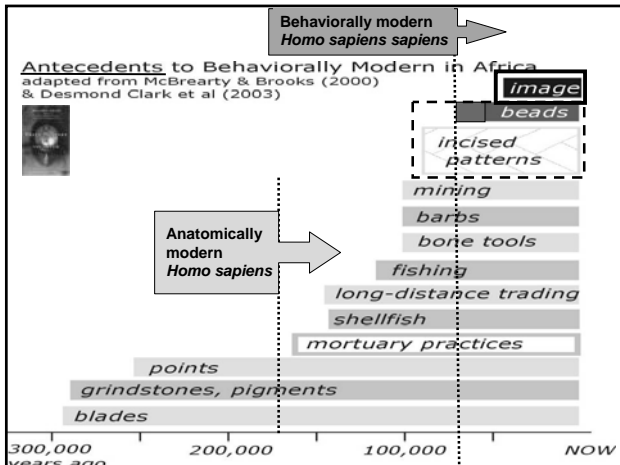 Behaviorally modern
Homo sapiens sapiens
Antecedents to Behaviorally Modern in Africa
adapted from McBrearty & Brooks (2000)
& Desmond Clark et al (2003)
image
beads
incised
patterns
mining
barbs
Anatomically
modern
Homo sapiens
bone tools
fishing
long-distance trading
shellfish
mortuary practices
points
grindstones, pigments
blades
300,000 200,000 100,000 NOW
years ago